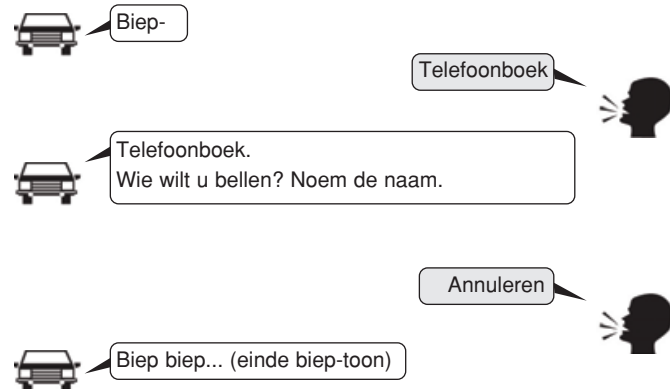 Biep-
Telefoonboek
Telefoonboek.
Wie wilt u bellen? Noem de naam.
Annuleren
Biep biep... (einde biep-toon)